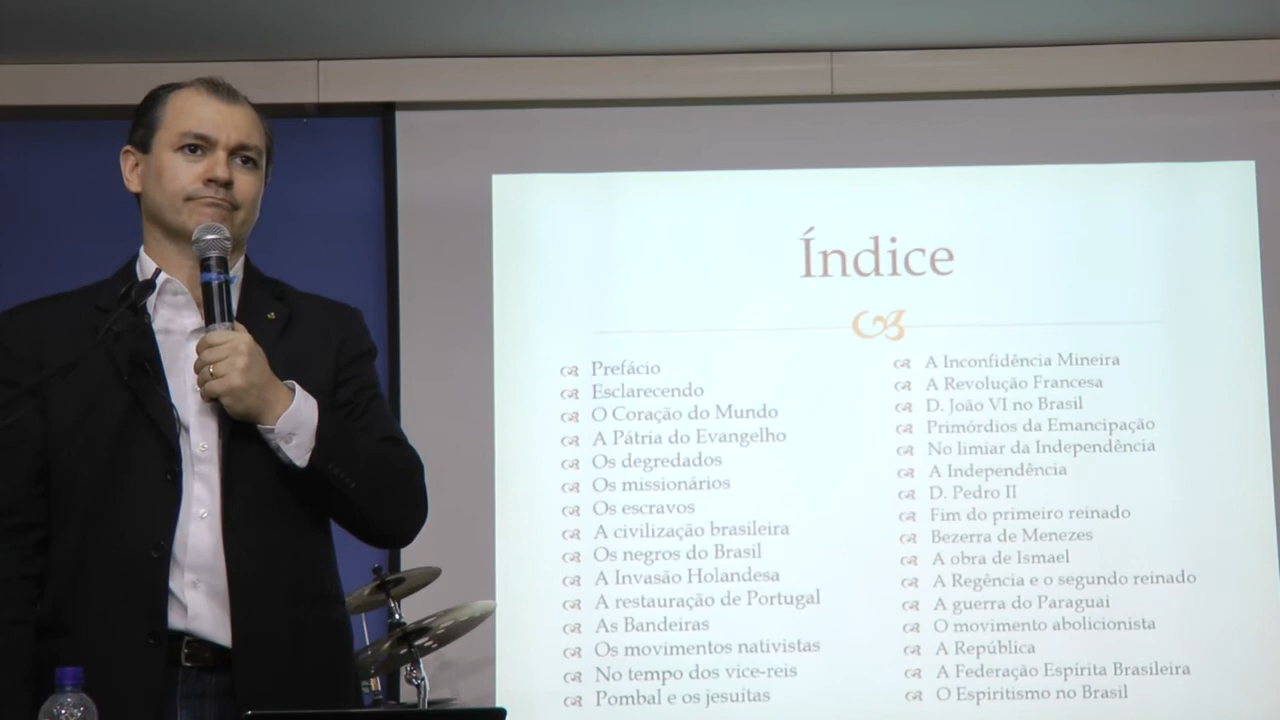 Índice
Prefácio
Esclarecendo
O Coração do Mundo
A Pátria do Evangelho
Os degredados
Os missionários
Os escravos
A civilização brasileira
Os negros do Brasil
A Invasão Holandesa
A restauração de Portugal
As Bandeiras
Os movimentos nativistas
No tempo dos vice-reis
Pombal e os jesuítas
A Inconfidência Mineira
A Revolução Francesa
D. João VI no Brasil
Primórdios da Emancipação
No limiar da Independência
A Independência
D. Pedro II
Fim do primeiro reinado
Bezerra de Menezes
A obra de Ismael
A Regência e o segundo reinado
A guerra do Paraguai
O movimento abolicionista
A República
A Federação Espírita Brasileira
O Espiritismo no Brasil